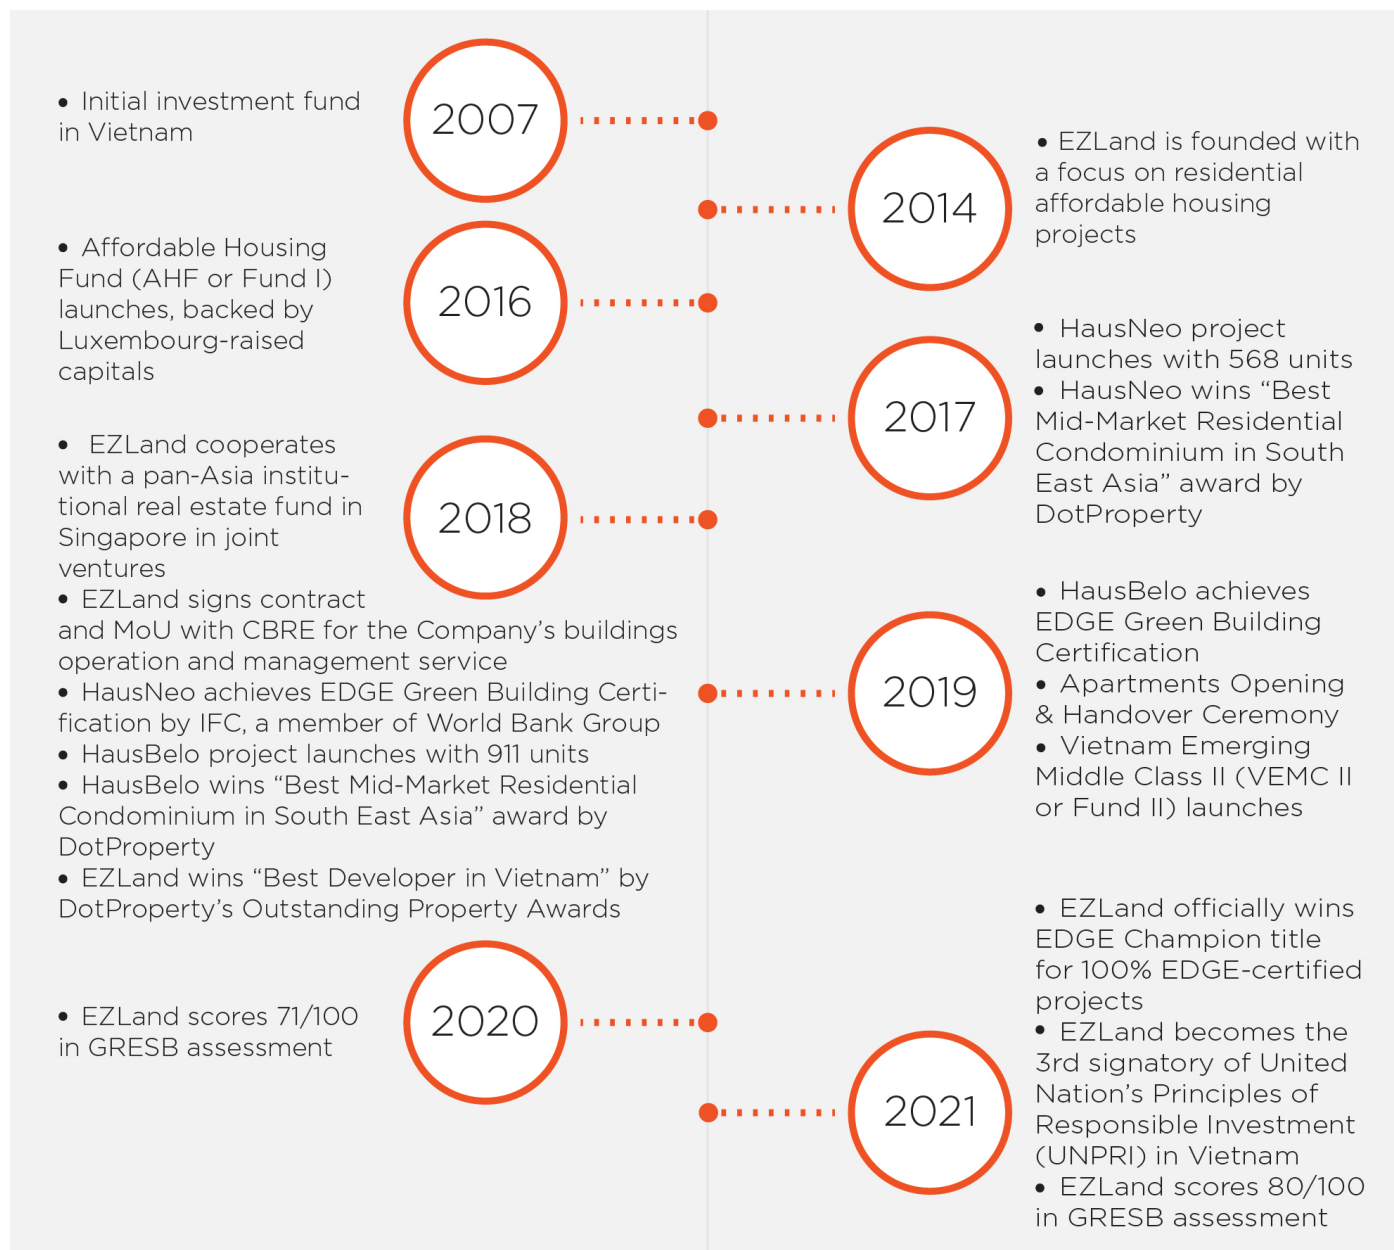 • Initial investment fund
in Vietnam
2007
2014
• EZLand is founded with
a focus on residential
affordable housing
projects
• Affordable Housing
Fund (AHF or Fund I)
launches, backed by
Luxembourg-raised
capitals
2016
2017
• HausNeo project
launches with 568 units
• HausNeo wins “Best
Mid-Market Residential
Condominium in South
East Asia” award by
DotProperty
• EZLand cooperates
with a pan-Asia institu-
tional real estate fund in
Singapore in joint
ventures
• EZLand signs contract
and MoU with CBRE for the Company’s buildings
operation and management service
• HausNeo achieves EDGE Green Building Certi-
fication by IFC, a member of World Bank Group
• HausBelo project launches with 911 units
• HausBelo wins “Best Mid-Market Residential
Condominium in South East Asia” award by
DotProperty
• EZLand wins “Best Developer in Vietnam” by
DotProperty’s Outstanding Property Awards
2018
2019
• HausBelo achieves
EDGE Green Building
Certification
• Apartments Opening
& Handover Ceremony
• Vietnam Emerging
Middle Class II (VEMC II
or Fund II) launches
• EZLand scores 71/100
in GRESB assessment
2020
2021
• EZLand officially wins
EDGE Champion title
for 100% EDGE-certified
projects
• EZLand becomes the
3rd signatory of United
Nation’s Principles of
Responsible Investment
(UNPRI) in Vietnam
• EZLand scores 80/100
in GRESB assessment